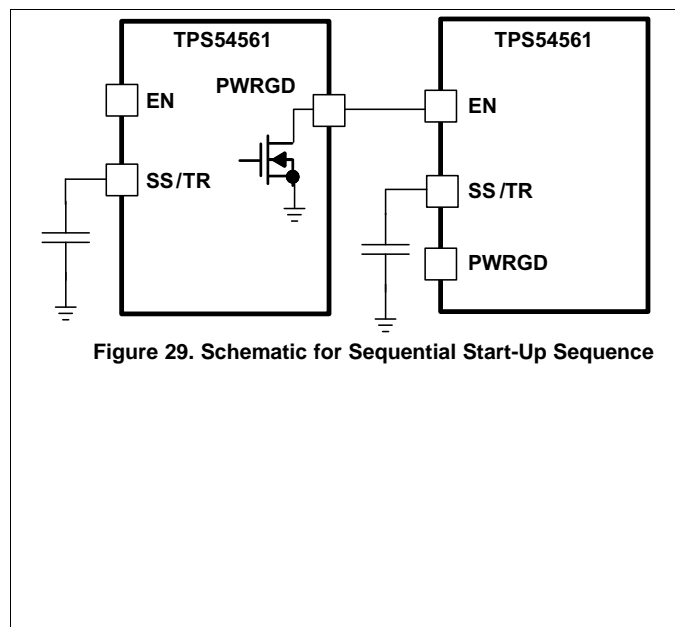 TPS54561
EN
PWRGD
SS/TR
TPS54561
EN
SS/TR
PWRGD
Figure 29. Schematic for Sequential Start-Up Sequence